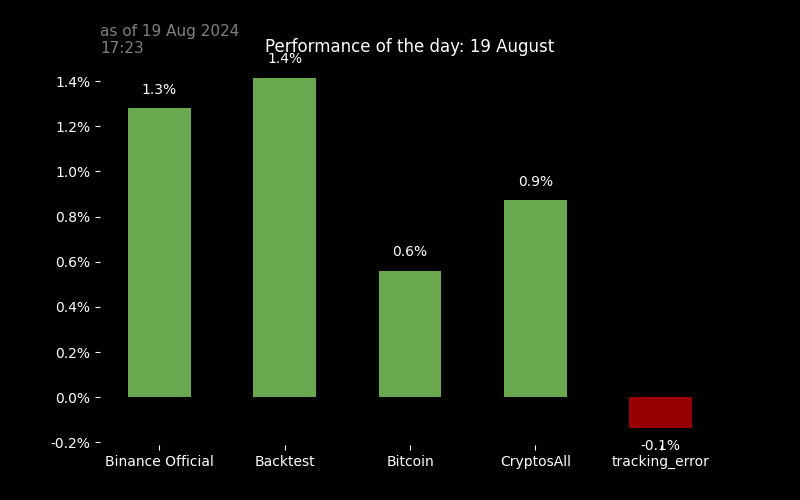 as of 19 Aug 2024
17:23
Performance of the day: 19 August
1.4%
1.2%
1.0%
0.8%
0.6%
0.4%
0.2%
0.0%
-0.2%
1.3%
1.4%
0.6%
0.9%
-0.1%
Binance Official
Backtest
Bitcoin
CryptosAll
tracking_error